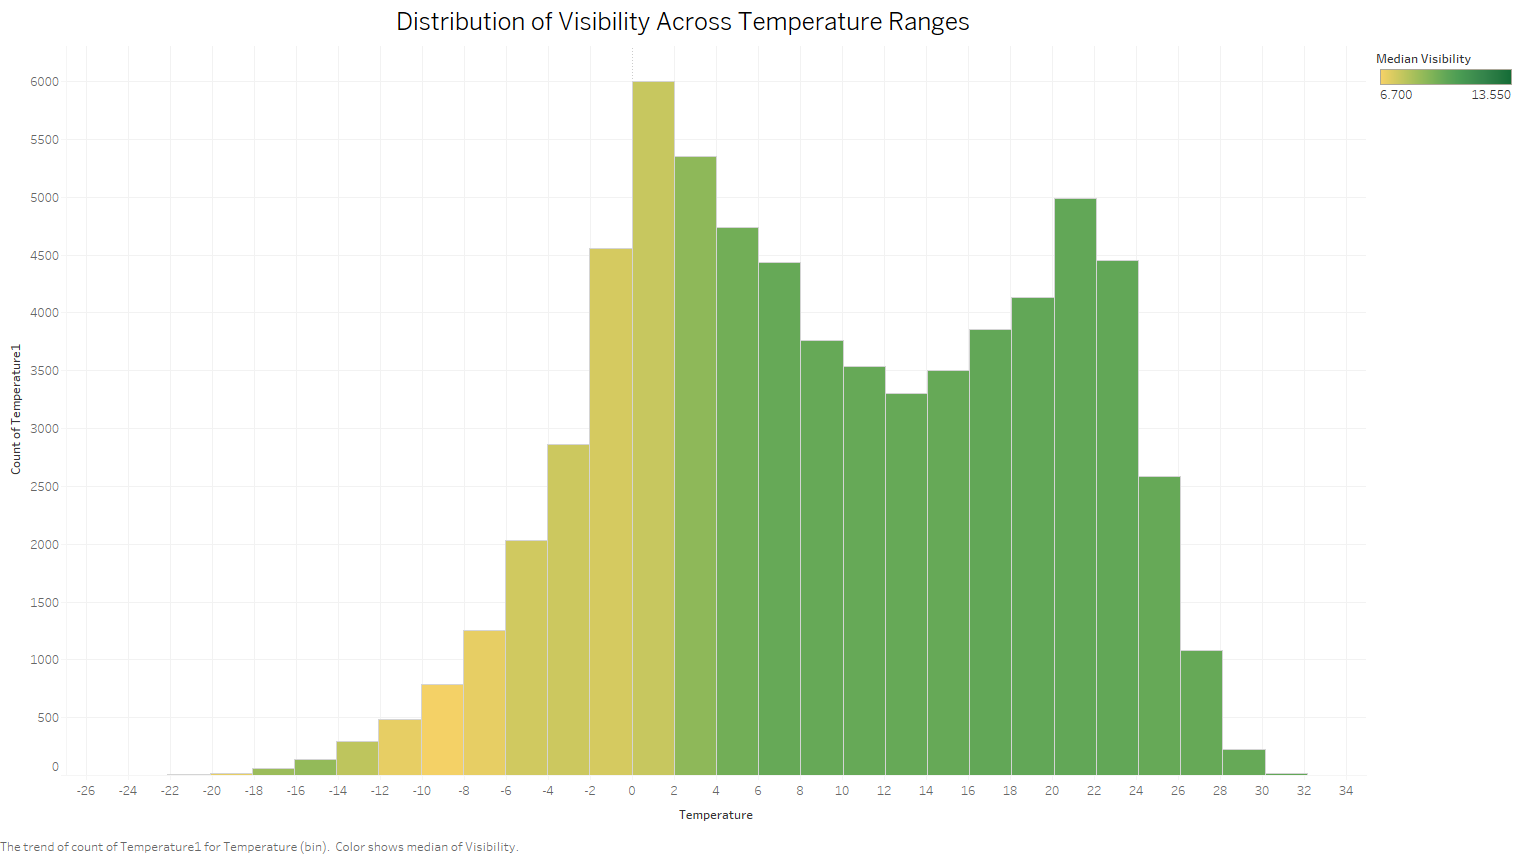 Distribution of Visibility Across Temperature Ranges
Median Visibility
6.700 13.550
6000
5500
5000
4500
4000
3500
3000
2500
2000
1500
1000
500
0
Count of Temperature1
-26 -24 -22 -20 -18 -16 -14 -12 -10 -8 -6 -4 -2 0 2 4 6 8 10 12 14 16 18 20 22 24 26 28 30 32 34
Temperature
The trend of count of Temperature1 for Temperature (bin). Color shows median of Visibility.